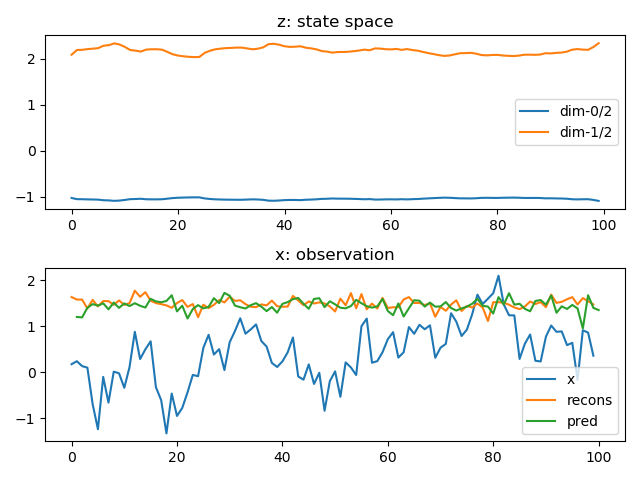 z: state space
2
1
0
−1
dim-0/2
dim-1/2
0 20 40 60 80 100
x: observation
2
1
0
−1
x
recons
pred
0 20 40 60 80 100